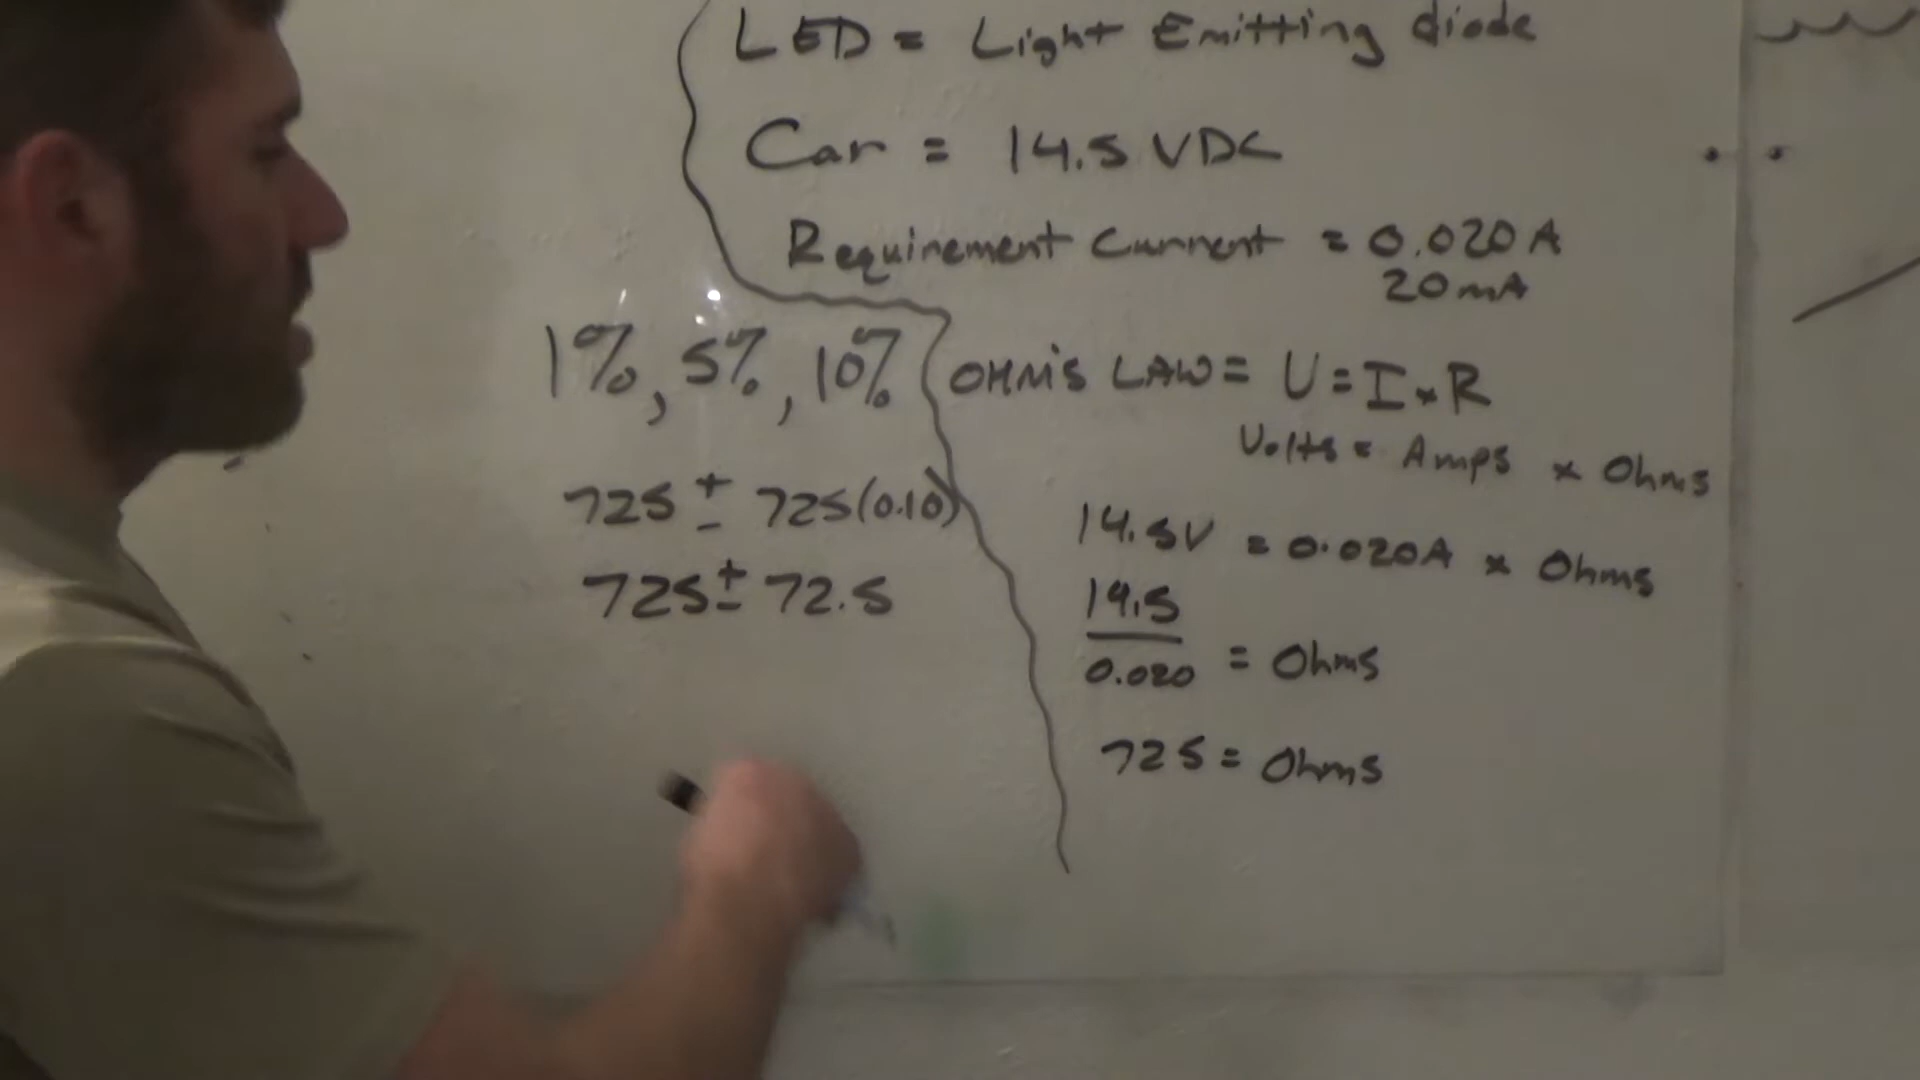 LED = Light Emitting diode
Car = 14.5 VDC
Requirement Current = 0.020 A
20 mA
1%, 5%, 10%
OHM'S LAW = U = I x R
Volts = Amps x Ohms
725 ± 725(0.10)
14.5V = 0.020A x Ohms
725 ± 72.5
14.5
0.020 = Ohms
725 = Ohms